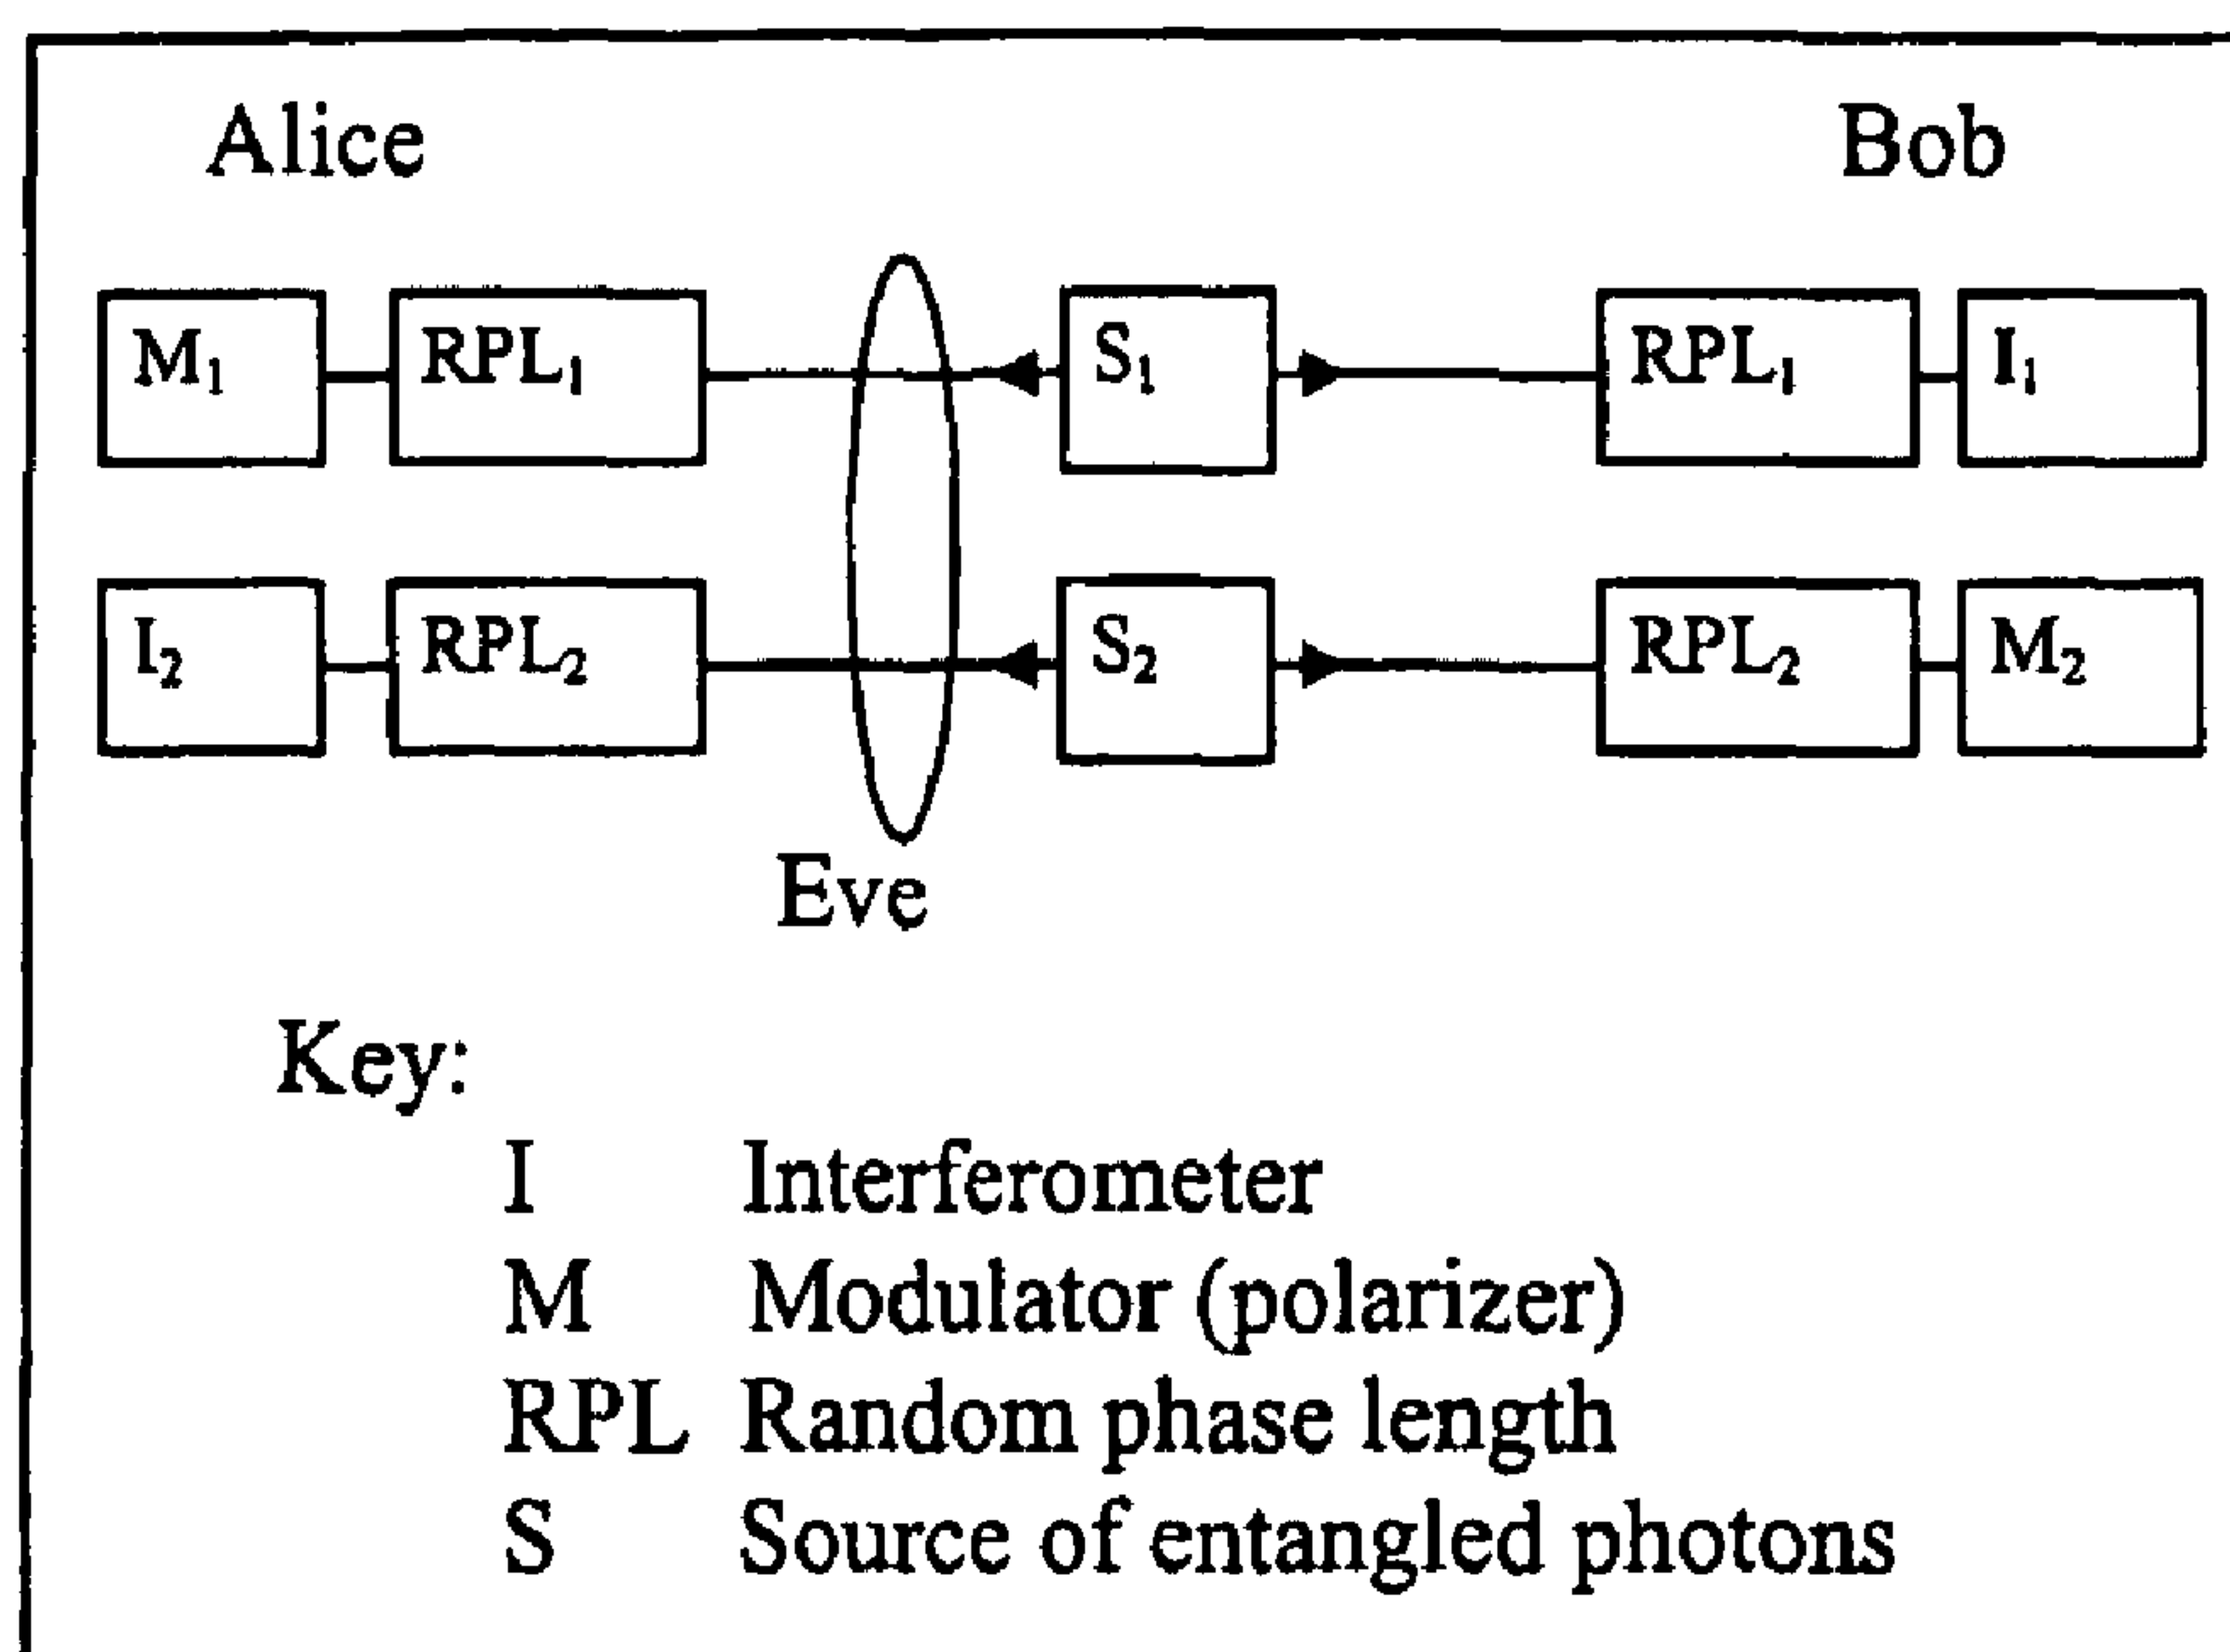 Alice Bob
M₁ RPL₁ S₁ RPL₁ I₁
I₂ RPL₂ S₂ RPL₂ M₂
Eve
Key:
I Interferometer
M Modulator (polarizer)
RPL Random phase length
S Source of entangled photons